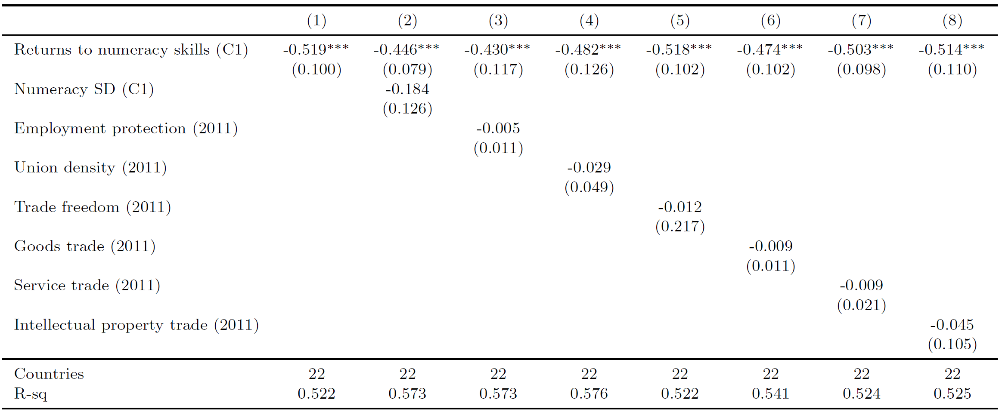 (1) (2) (3) (4) (5) (6) (7) (8)
Returns to numeracy skills (C1) -0.519*** -0.446*** -0.430*** -0.482*** -0.518*** -0.474*** -0.503*** -0.514***
(0.100) (0.079) (0.117) (0.126) (0.102) (0.102) (0.098) (0.110)
Numeracy SD (C1) -0.184
(0.126)
Employment protection (2011) -0.005
(0.011)
Union density (2011) -0.029
(0.049)
Trade freedom (2011) -0.012
(0.217)
Goods trade (2011) -0.009
(0.011)
Service trade (2011) -0.009
(0.021)
Intellectual property trade (2011) -0.045
(0.105)
Countries 22 22 22 22 22 22 22 22
R-sq 0.522 0.573 0.573 0.576 0.522 0.541 0.524 0.525